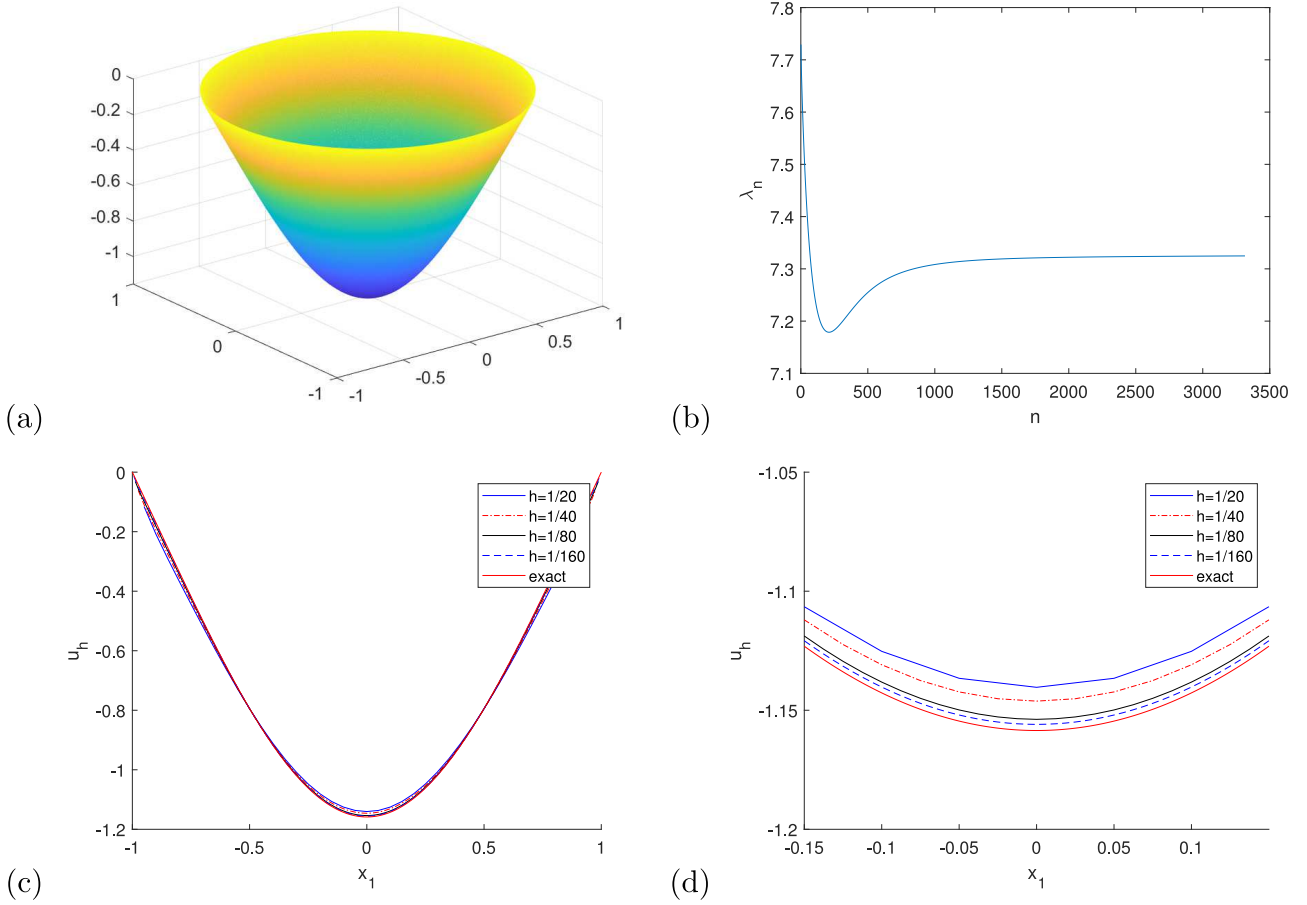 0
-0.2
-0.4
-0.6
-0.8
-1
1
0
-1
-1
-0.5
0
0.5
1
(a)
7.8
7.7
7.6
7.5
7.4
7.3
7.2
7.1
λn
0 500 1000 1500 2000 2500 3000 3500
n
(b)
0
-0.2
-0.4
-0.6
-0.8
-1
-1.2
uh
-1 -0.5 0 0.5 1
x1
h=1/20
h=1/40
h=1/80
h=1/160
exact
(c)
-1.05
-1.1
-1.15
-1.2
uh
-0.15 -0.1 -0.05 0 0.05 0.1
x1
h=1/20
h=1/40
h=1/80
h=1/160
exact
(d)